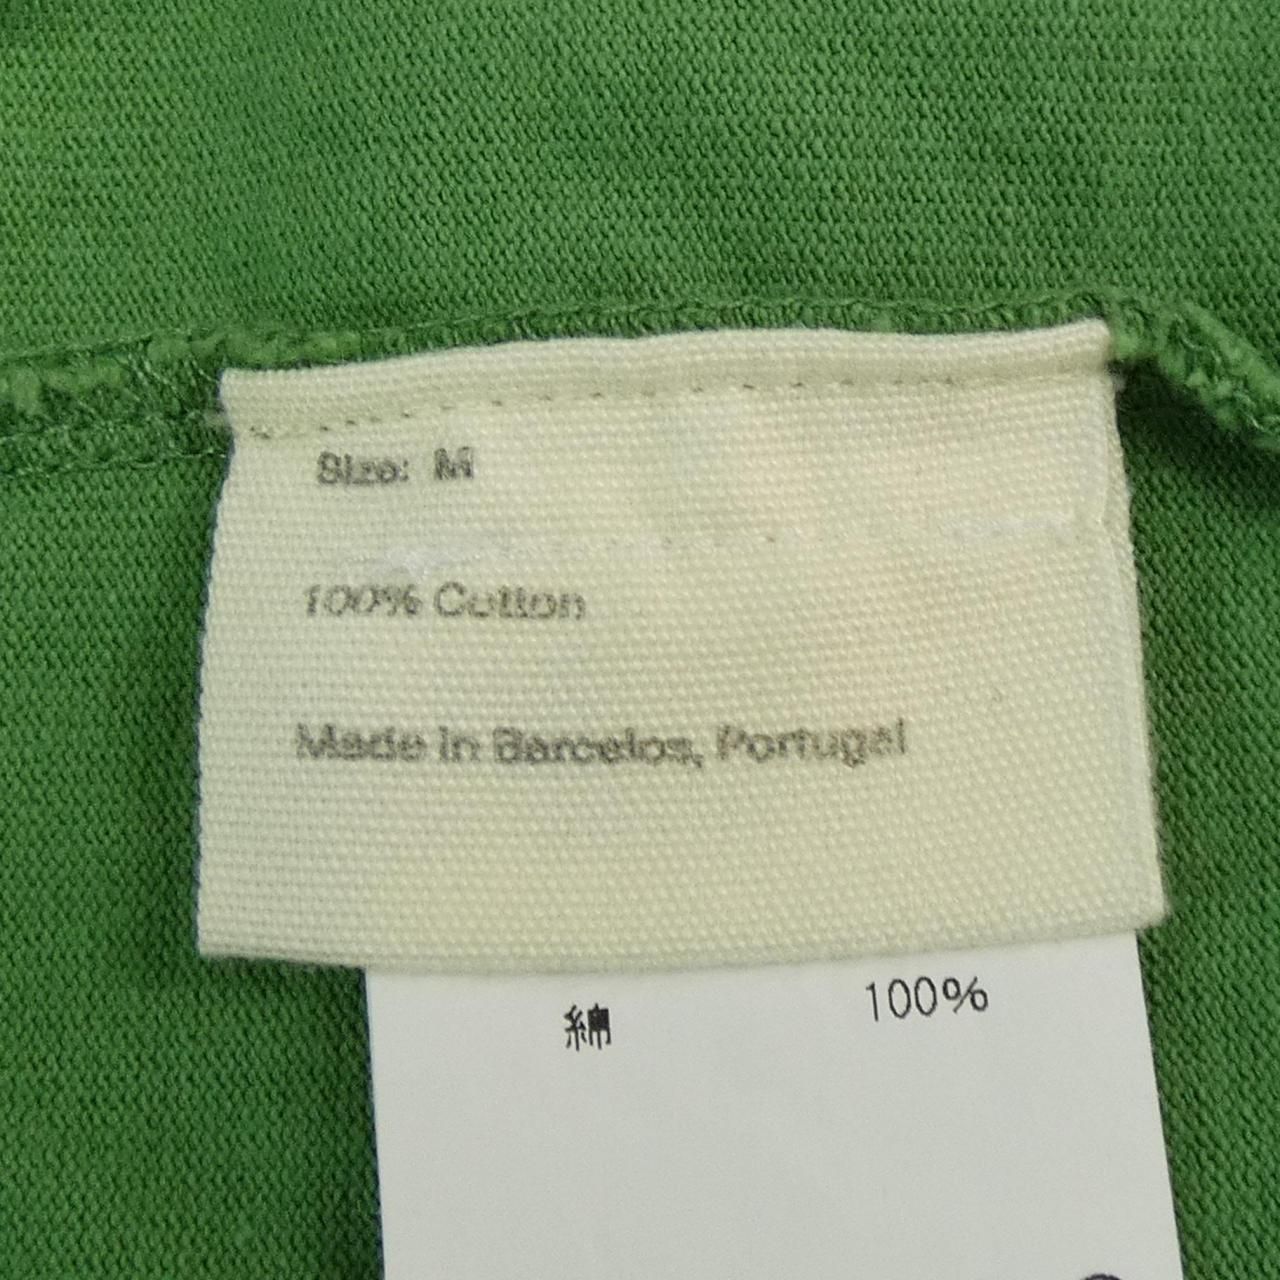 Size: M
100% Cotton
Made in Barcelos, Portugal
綿 100%